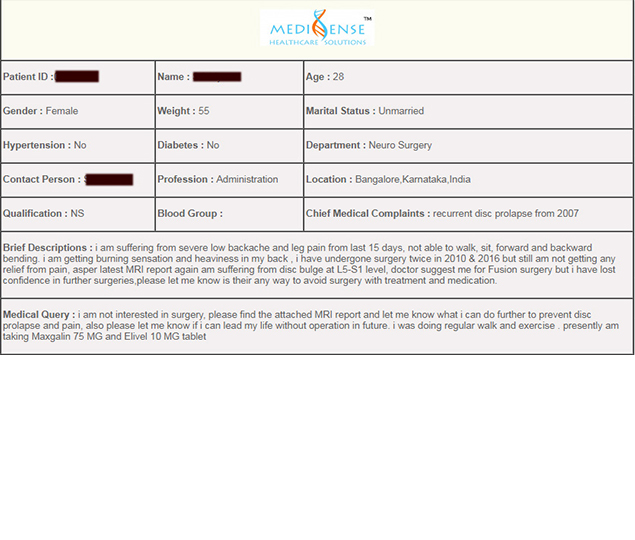 MEDISENSE ™
HEALTHCARE SOLUTIONS
Patient ID :
Name :
Age : 28
Gender : Female
Weight : 55
Marital Status : Unmarried
Hypertension : No
Diabetes : No
Department : Neuro Surgery
Contact Person :
Profession : Administration
Location : Bangalore,Karnataka,India
Qualification : NS
Blood Group :
Chief Medical Complaints : recurrent disc prolapse from 2007
Brief Descriptions : i am suffering from severe low backache and leg pain from last 15 days, not able to walk, sit, forward and backward
bending. i am getting burning sensation and heaviness in my back , i have undergone surgery twice in 2010 & 2016 but still am not getting any
relief from pain, asper latest MRI report again am suffering from disc bulge at L5-S1 level, doctor suggest me for Fusion surgery but i have lost
confidence in further surgeries,please let me know is their any way to avoid surgery with treatment and medication.
Medical Query : i am not interested in surgery, please find the attached MRI report and let me know what i can do further to prevent disc
prolapse and pain, also please let me know if i can lead my life without operation in future. i was doing regular walk and exercise . presently am
taking Maxgalin 75 MG and Elivel 10 MG tablet